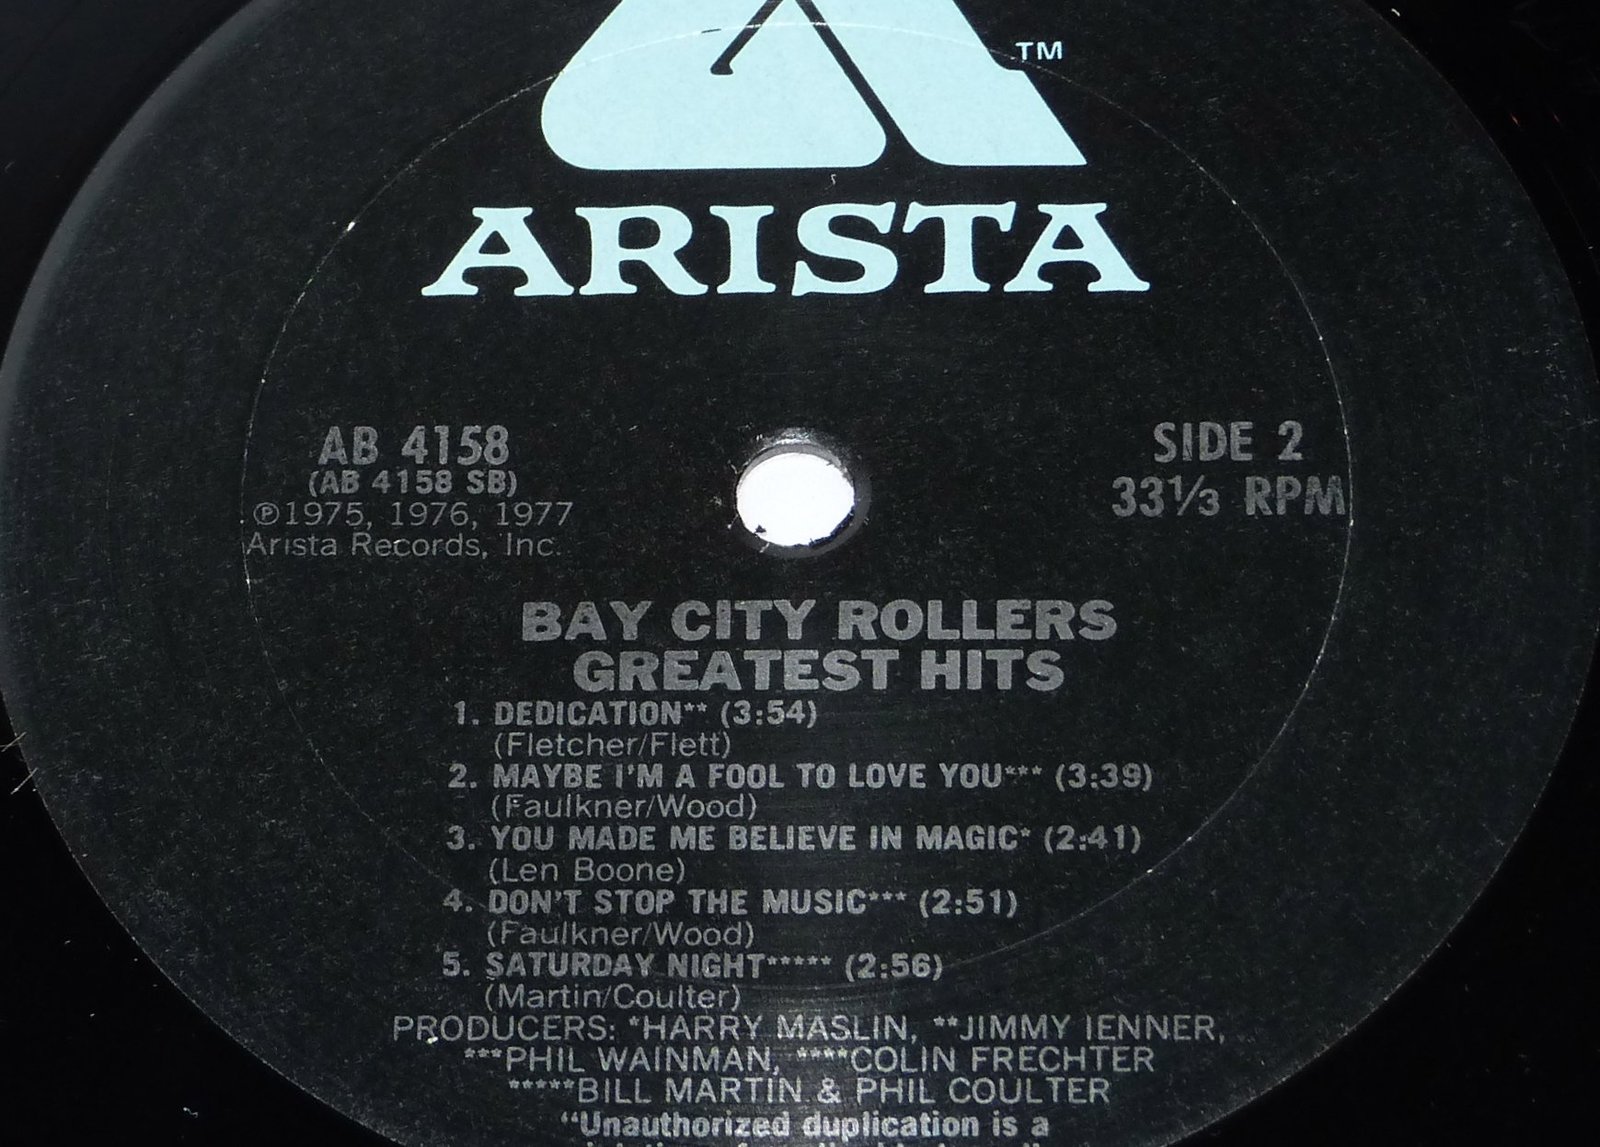 TM
ARISTA
AB 4158
(AB 4158 SB)
℗1975, 1976, 1977
Arista Records, Inc.
SIDE 2
33⅓ RPM
BAY CITY ROLLERS
GREATEST HITS
1. DEDICATION** (3:54)
(Fletcher/Flett)
2. MAYBE I'M A FOOL TO LOVE YOU*** (3:39)
(Faulkner/Wood)
3. YOU MADE ME BELIEVE IN MAGIC* (2:41)
(Len Boone)
4. DON'T STOP THE MUSIC*** (2:51)
(Faulkner/Wood)
5. SATURDAY NIGHT***** (2:56)
(Martin/Coulter)
PRODUCERS: *HARRY MASLIN, **JIMMY IENNER,
***PHIL WAINMAN, ****COLIN FRECHTER
*****BILL MARTIN & PHIL COULTER
"Unauthorized duplication is a